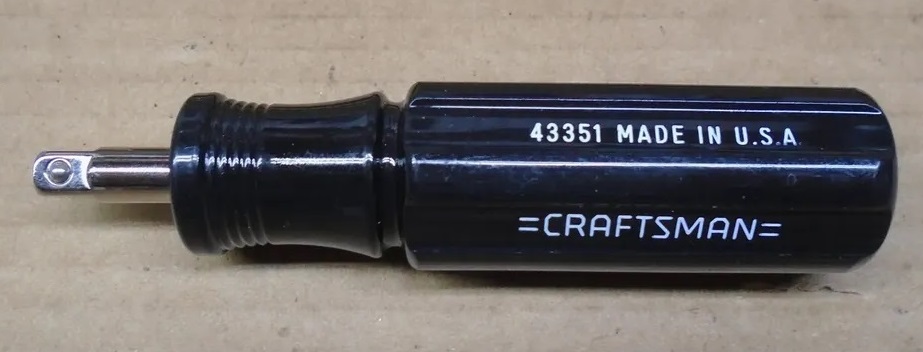 43351 MADE IN U.S.A
=CRAFTSMAN=